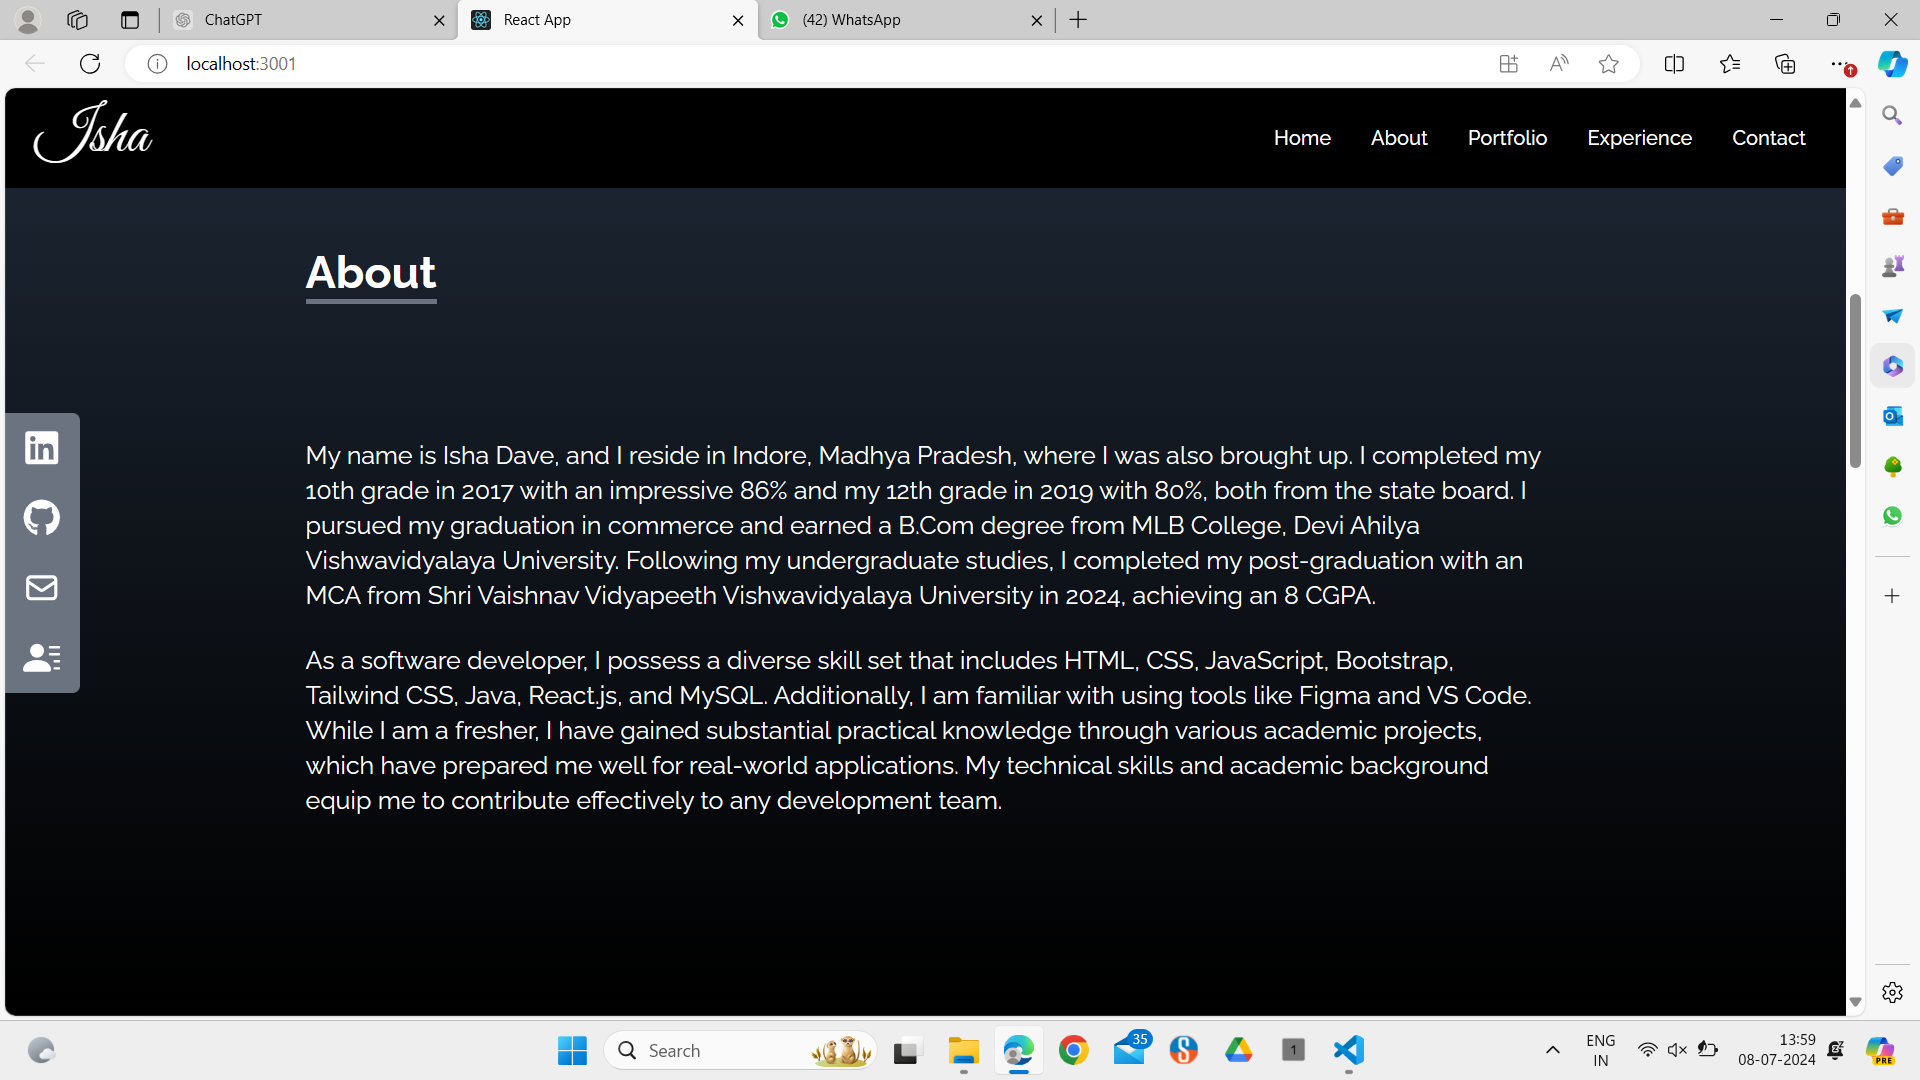 ChatGPT
React App
(42) WhatsApp
localhost:3001
Isha
Home
About
Portfolio
Experience
Contact
About
My name is Isha Dave, and I reside in Indore, Madhya Pradesh, where I was also brought up. I completed my
10th grade in 2017 with an impressive 86% and my 12th grade in 2019 with 80%, both from the state board. I
pursued my graduation in commerce and earned a B.Com degree from MLB College, Devi Ahilya
Vishwavidyalaya University. Following my undergraduate studies, I completed my post-graduation with an
MCA from Shri Vaishnav Vidyapeeth Vishwavidyalaya University in 2024, achieving an 8 CGPA.
As a software developer, I possess a diverse skill set that includes HTML, CSS, JavaScript, Bootstrap,
Tailwind CSS, Java, React.js, and MySQL. Additionally, I am familiar with using tools like Figma and VS Code.
While I am a fresher, I have gained substantial practical knowledge through various academic projects,
which have prepared me well for real-world applications. My technical skills and academic background
equip me to contribute effectively to any development team.
Search
35
1
ENG
IN
13:59
08-07-2024
PRE